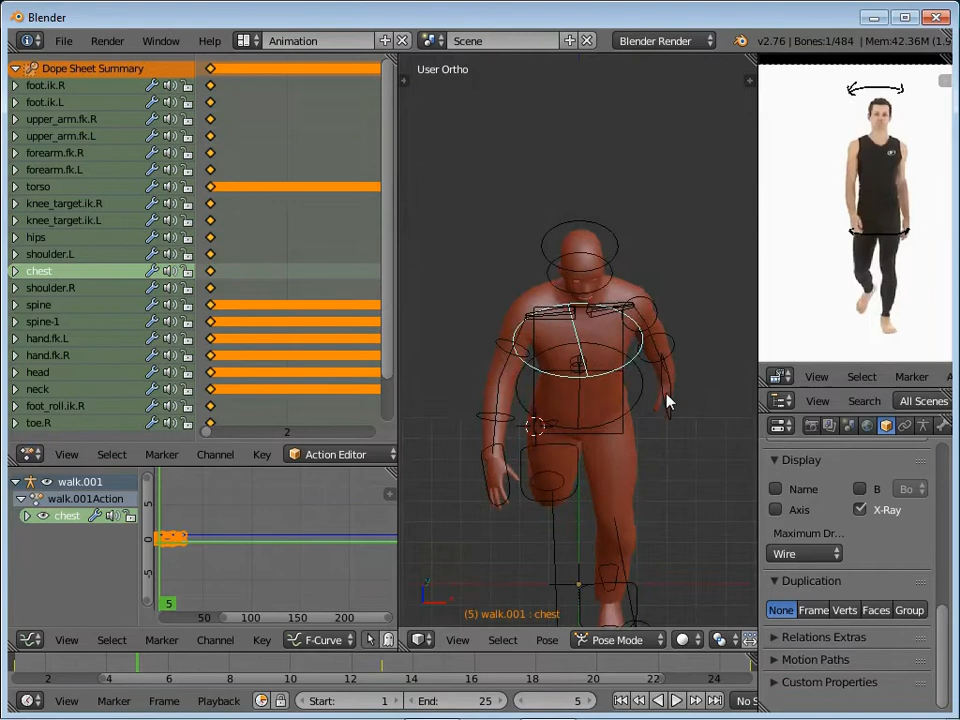 Blender
File Render Window Help Animation Scene Blender Render v2.76 | Bones:1/484 | Mem:42.36M (1.9
Dope Sheet Summary
foot.ik.R
foot.ik.L
upper_arm.fk.R
upper_arm.fk.L
forearm.fk.R
forearm.fk.L
torso
knee_target.ik.R
knee_target.ik.L
hips
shoulder.L
chest
shoulder.R
spine
spine-1
hand.fk.L
hand.fk.R
head
neck
foot_roll.ik.R
toe.R
2
View Select Marker Channel Key Action Editor
walk.001
walk.001Action
chest
5
0
-5
5
50 100 150 200
View Select Marker Channel Key F-Curve
User Ortho
(5) walk.001 : chest
View Select Pose Pose Mode
View Select Marker
View Search All Scenes
Display
Name B Bo
Axis X-Ray
Maximum Dr...
Wire
Duplication
None Frame Verts Faces Group
Relations Extras
Motion Paths
Custom Properties
2 4 6 8 10 12 14 16 18 20 22 24
View Marker Frame Playback Start: 1 End: 25 5 No S